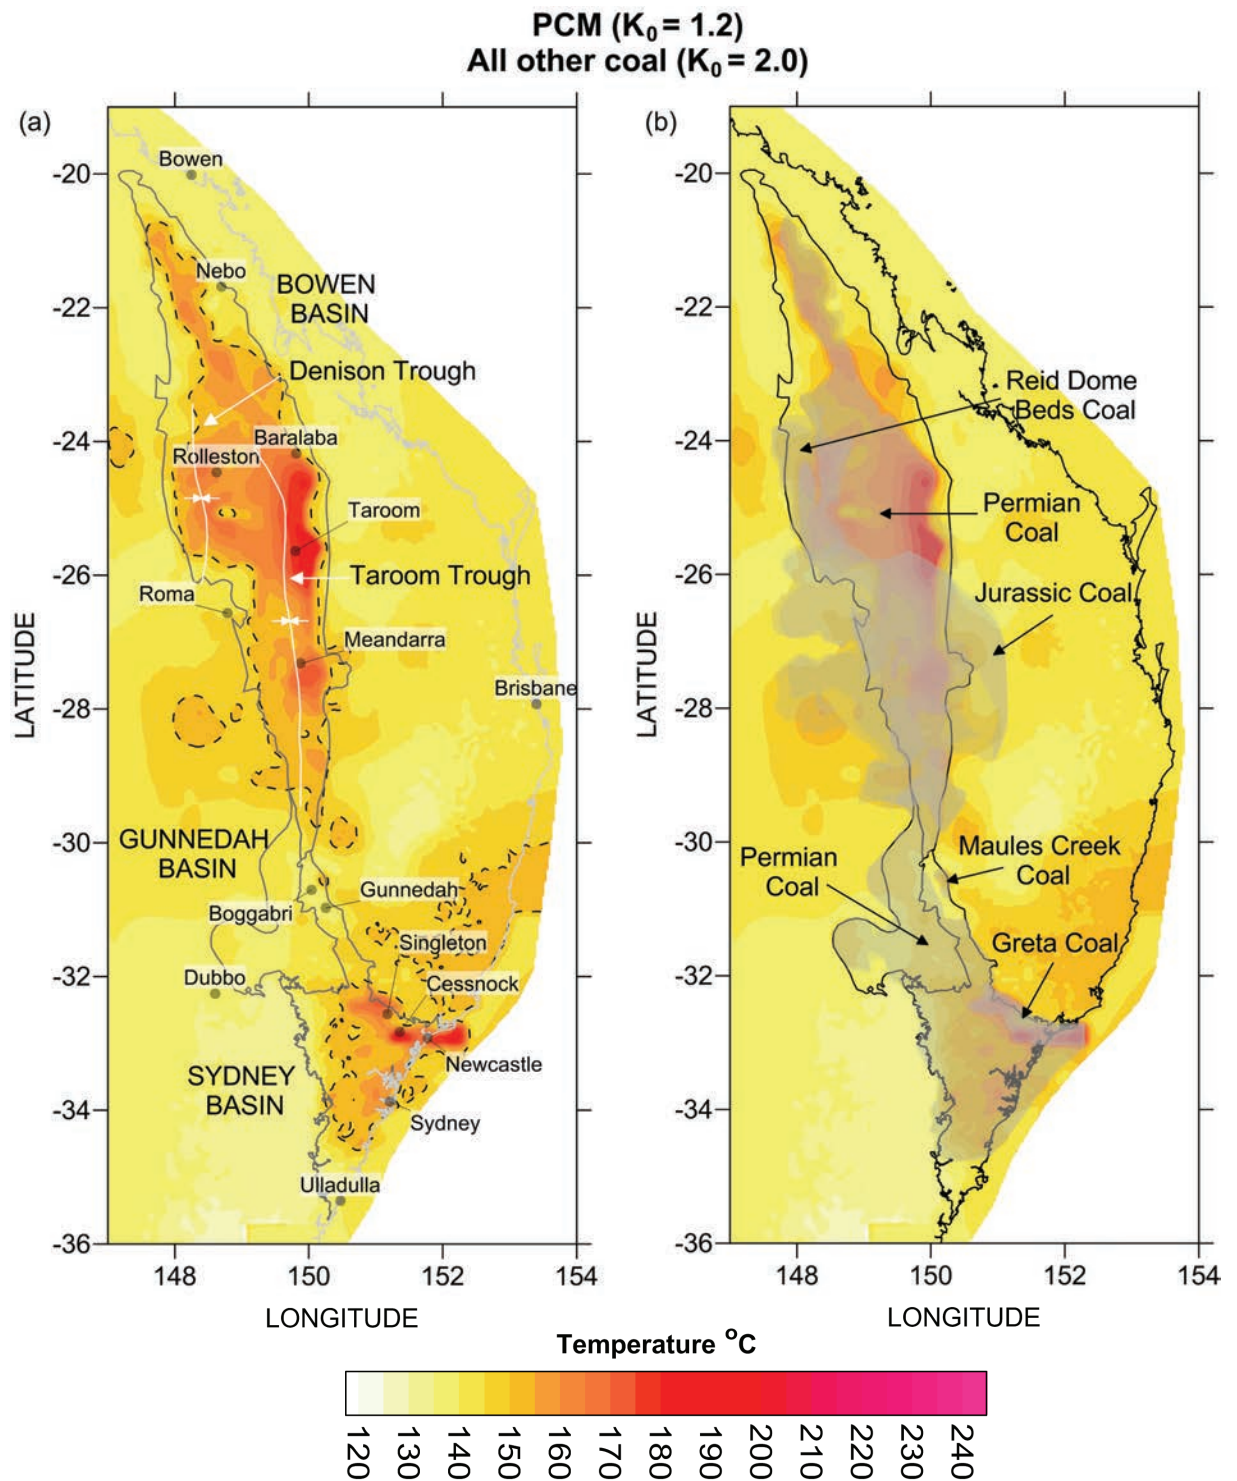 PCM (K₀ = 1.2)
All other coal (K₀ = 2.0)
(a)
(b)
-20
-22
-24
-26
-28
-30
-32
-34
-36
LATITUDE
Bowen
Nebo
BOWEN
BASIN
Denison Trough
Baralaba
Rolleston
Taroom
Taroom Trough
Roma
Meandarra
Brisbane
GUNNEDAH
BASIN
Gunnedah
Boggabri
Singleton
Dubbo
Cessnock
Newcastle
SYDNEY
BASIN
Sydney
Ulladulla
148
150
152
154
LONGITUDE
-20
-22
-24
-26
-28
-30
-32
-34
-36
LATITUDE
Reid Dome
Beds Coal
Permian
Coal
Jurassic Coal
Permian
Coal
Maules Creek
Coal
Greta Coal
148
150
152
154
LONGITUDE
Temperature °C
120
130
140
150
160
170
180
190
200
210
220
230
240